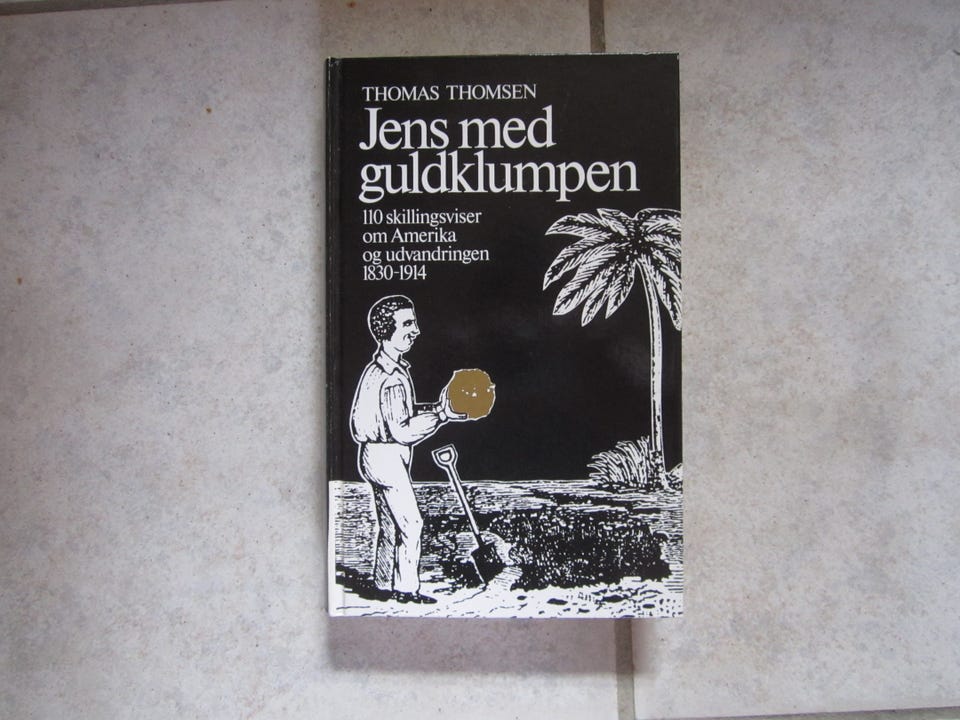 THOMAS THOMSEN
Jens med
guldklumpen
110 skillingsviser
om Amerika
og udvandringen
1830-1914